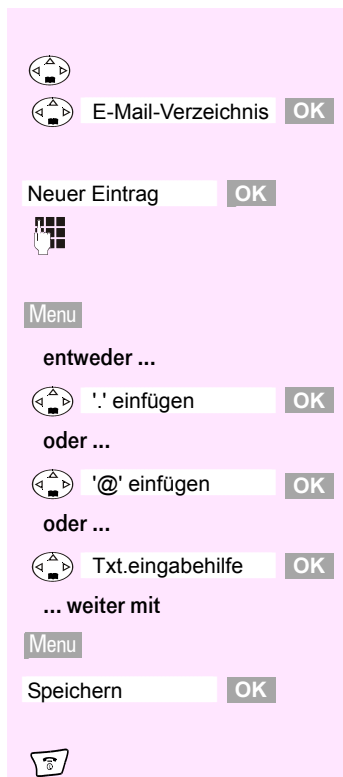 E-Mail-Verzeichnis OK
Neuer Eintrag OK
Menu
entweder ...
'.' einfügen OK
oder ...
'@' einfügen OK
oder ...
Txt.eingabehilfe OK
... weiter mit
Menu
Speichern OK